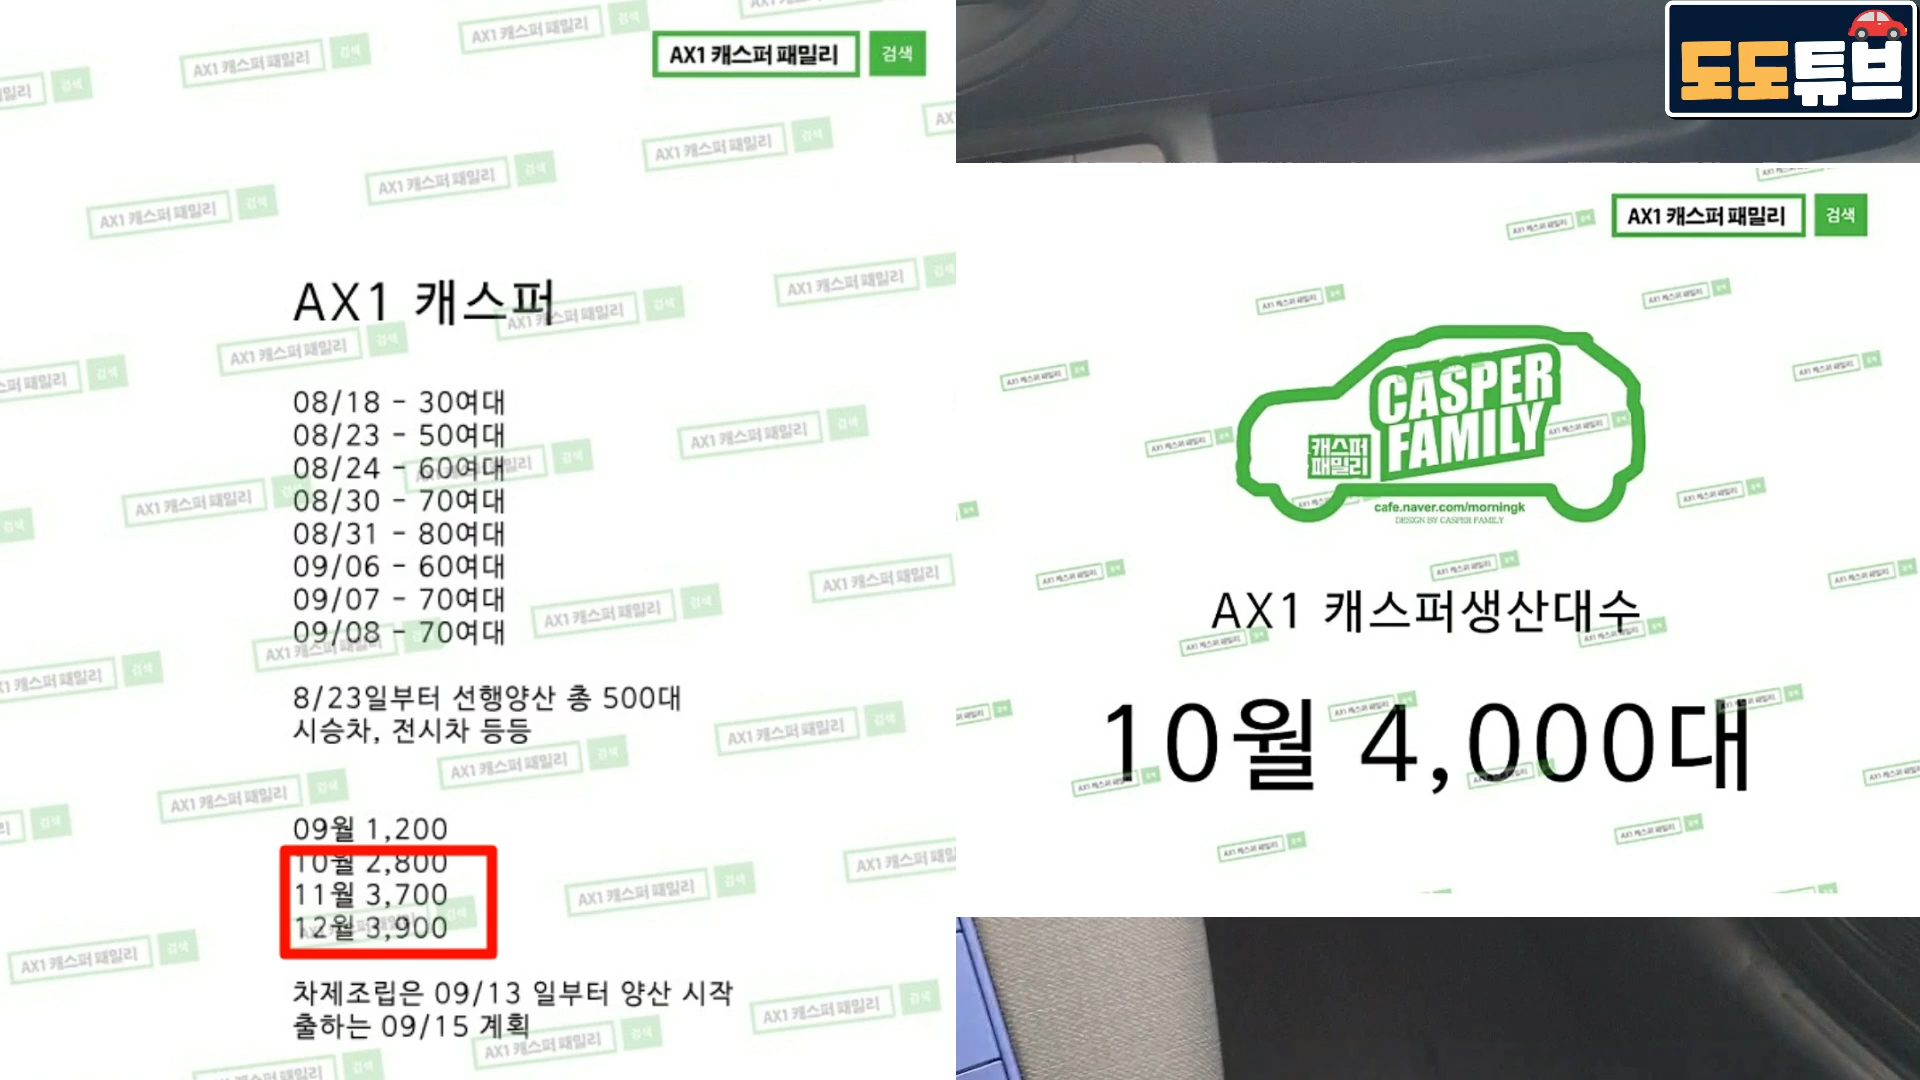 AX1 캐스퍼 패밀리 검색
AX1 캐스퍼
08/18 - 30여대
08/23 - 50여대
08/24 - 60여대
08/30 - 70여대
08/31 - 80여대
09/06 - 60여대
09/07 - 70여대
09/08 - 70여대
8/23일부터 선행양산 총 500대
시승차, 전시차 등등
09월 1,200
10월 2,800
11월 3,700
12월 3,900
차제조립은 09/13 일부터 양산 시작
출하는 09/15 계획
도도튜브
AX1 캐스퍼 패밀리 검색
CASPER
FAMILY
캐스퍼
패밀리
cafe.naver.com/morningk
DESIGN BY CASPER FAMILY
AX1 캐스퍼생산대수
10월 4,000대